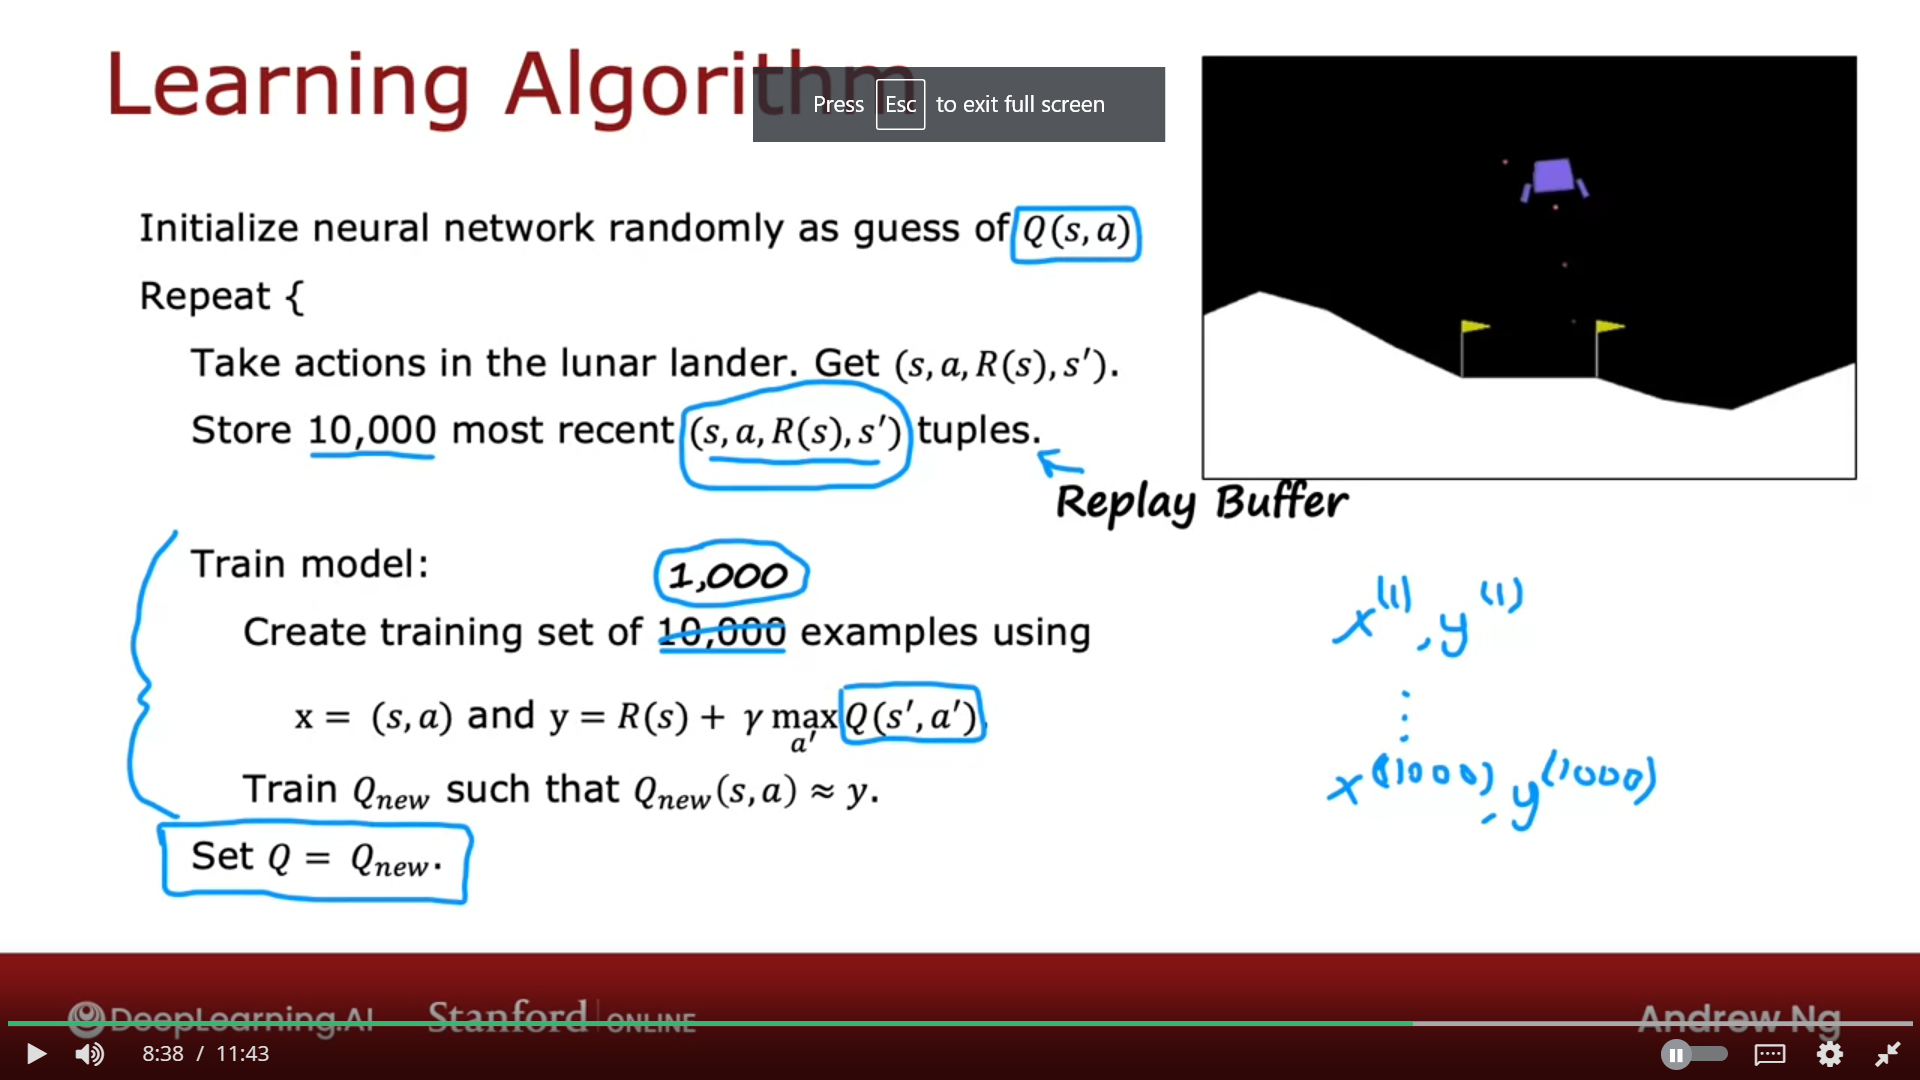 Learning Algorithm
Press Esc to exit full screen
Initialize neural network randomly as guess of Q(s, a)
Repeat {
Take actions in the lunar lander. Get (s, a, R(s), s′).
Store 10,000 most recent (s, a, R(s), s′) tuples.
Replay Buffer
Train model:
1,000
Create training set of 10,000 examples using
x = (s, a) and y = R(s) + γ max Q(s′, a′)
a′
Train Qnew such that Qnew(s, a) ≈ y.
Set Q = Qnew.
x(1), y(1)
⋮
x(1000), y(1000)
DeepLearning.AI Stanford | ONLINE Andrew Ng
8:38 / 11:43